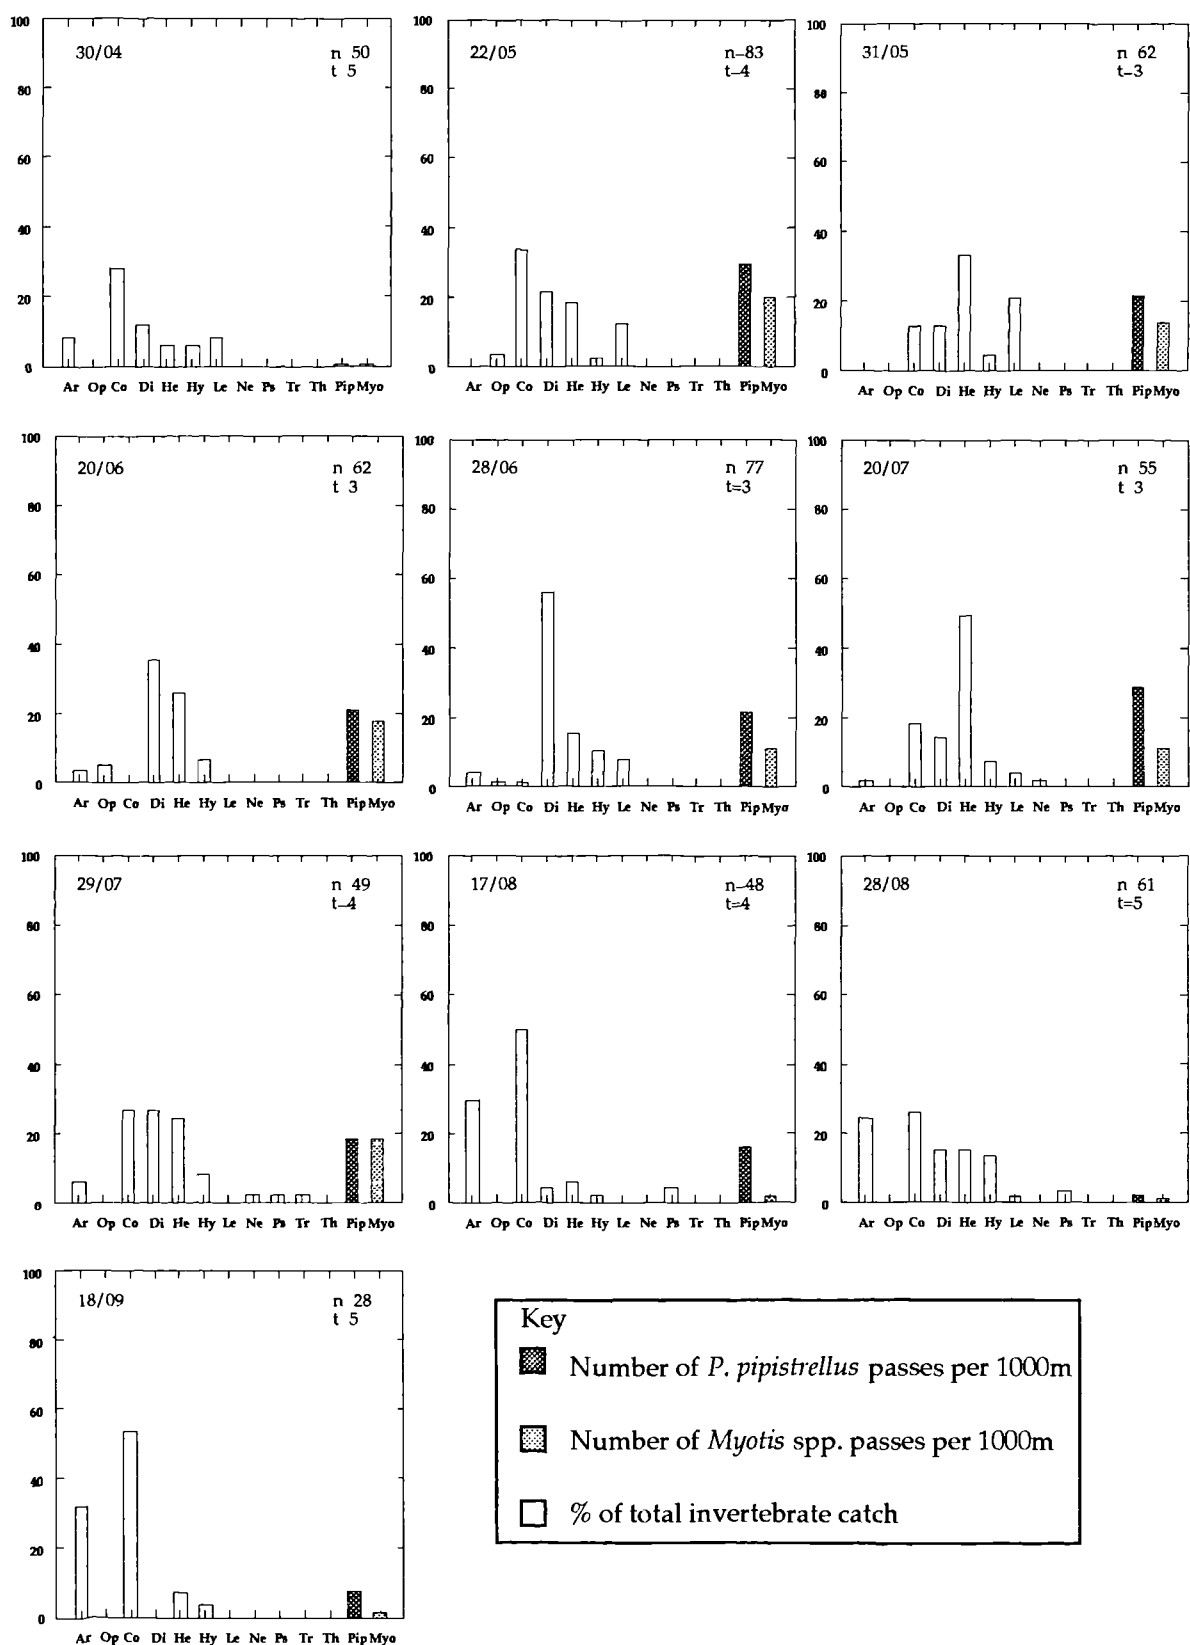 100
80
60
40
20
0
30/04
n 50
t 5
Ar Op Co Di He Hy Le Ne Ps Tr Th Pip Myo
100
80
60
40
20
0
22/05
n=83
t=4
Ar Op Co Di He Hy Le Ne Ps Tr Th Pip Myo
100
80
60
40
20
0
31/05
n 62
t=3
Ar Op Co Di He Hy Le Ne Ps Tr Th Pip Myo
100
80
60
40
20
0
20/06
n 62
t 3
Ar Op Co Di He Hy Le Ne Ps Tr Th Pip Myo
100
80
60
40
20
0
28/06
n 77
t=3
Ar Op Co Di He Hy Le Ne Ps Tr Th Pip Myo
100
80
60
40
20
0
20/07
n 55
t 3
Ar Op Co Di He Hy Le Ne Ps Tr Th Pip Myo
100
80
60
40
20
0
29/07
n 49
t=4
Ar Op Co Di He Hy Le Ne Ps Tr Th Pip Myo
100
80
60
40
20
0
17/08
n=48
t=4
Ar Op Co Di He Hy Le Ne Ps Tr Th Pip Myo
100
80
60
40
20
0
28/08
n 61
t=5
Ar Op Co Di He Hy Le Ne Ps Tr Th Pip Myo
100
80
60
40
20
0
18/09
n 28
t 5
Ar Op Co Di He Hy Le Ne Ps Tr Th Pip Myo
Key
Number of P. pipistrellus passes per 1000m
Number of Myotis spp. passes per 1000m
% of total invertebrate catch